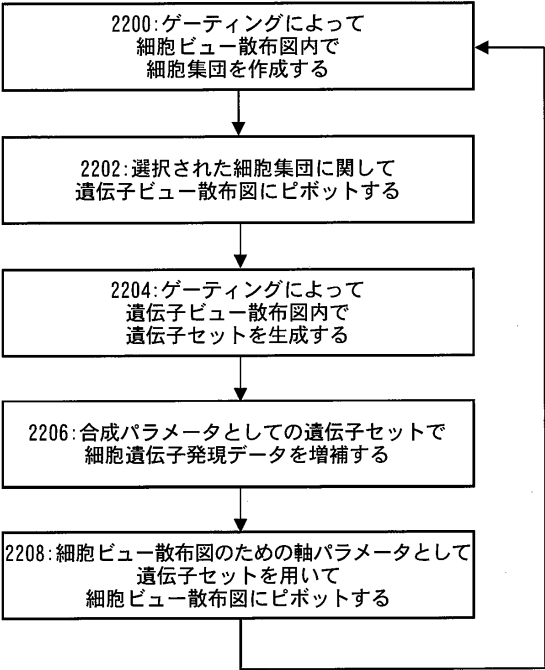 2200:ゲーティングによって
細胞ビュー散布図内で
細胞集団を作成する
2202:選択された細胞集団に関して
遺伝子ビュー散布図にピボットする
2204:ゲーティングによって
遺伝子ビュー散布図内で
遺伝子セットを生成する
2206:合成パラメータとしての遺伝子セットで
細胞遺伝子発現データを増補する
2208:細胞ビュー散布図のための軸パラメータとして
遺伝子セットを用いて
細胞ビュー散布図にピボットする